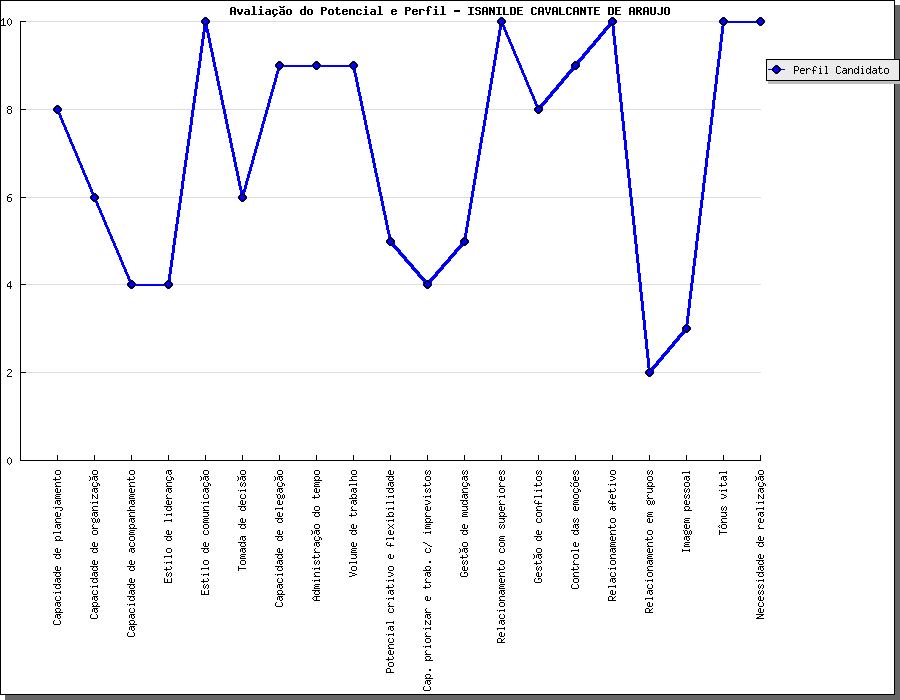 Avaliação do Potencial e Perfil - ISANILDE CAVALCANTE DE ARAUJO
10
8
6
4
2
0
Perfil Candidato
Capacidade de planejamento
Capacidade de organização
Capacidade de acompanhamento
Estilo de liderança
Estilo de comunicação
Tomada de decisão
Capacidade de delegação
Administração do tempo
Volume de trabalho
Potencial criativo e flexibilidade
Cap. priorizar e trab. c/ imprevistos
Gestão de mudanças
Relacionamento com superiores
Gestão de conflitos
Controle das emoções
Relacionamento afetivo
Relacionamento em grupos
Imagem pessoal
Tônus vital
Necessidade de realização